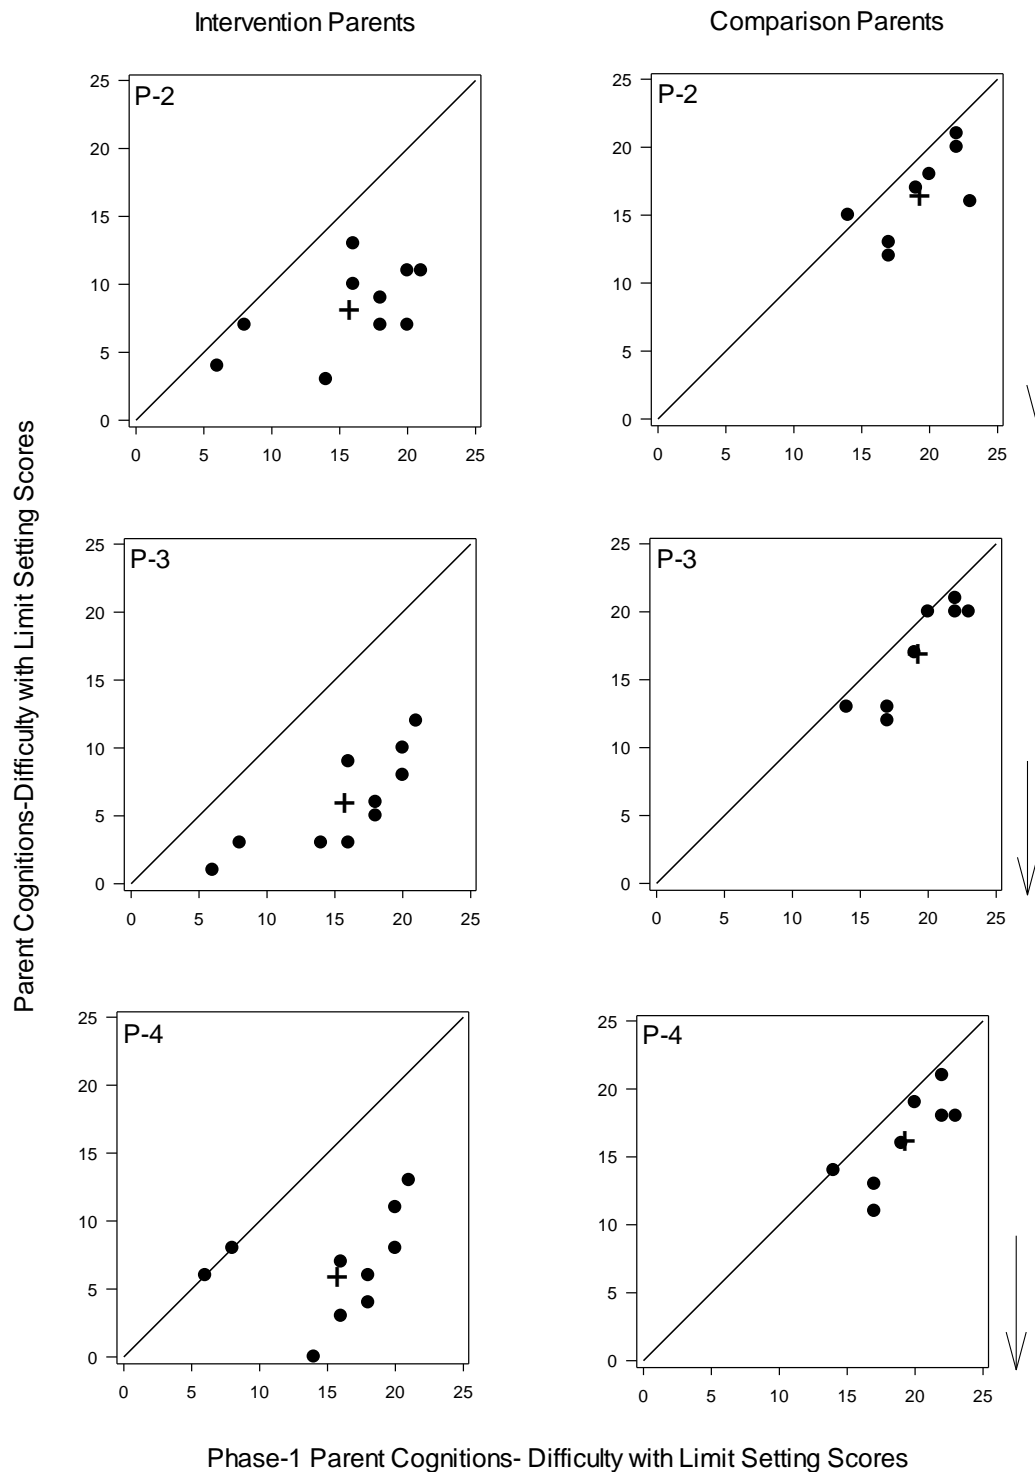 Intervention Parents
Comparison Parents
Parent Cognitions-Difficulty with Limit Setting Scores
P-2
25
20
15
10
5
0
0 5 10 15 20 25
P-2
25
20
15
10
5
0
0 5 10 15 20 25
P-3
25
20
15
10
5
0
0 5 10 15 20 25
P-3
25
20
15
10
5
0
0 5 10 15 20 25
P-4
25
20
15
10
5
0
0 5 10 15 20 25
P-4
25
20
15
10
5
0
0 5 10 15 20 25
Phase-1 Parent Cognitions- Difficulty with Limit Setting Scores